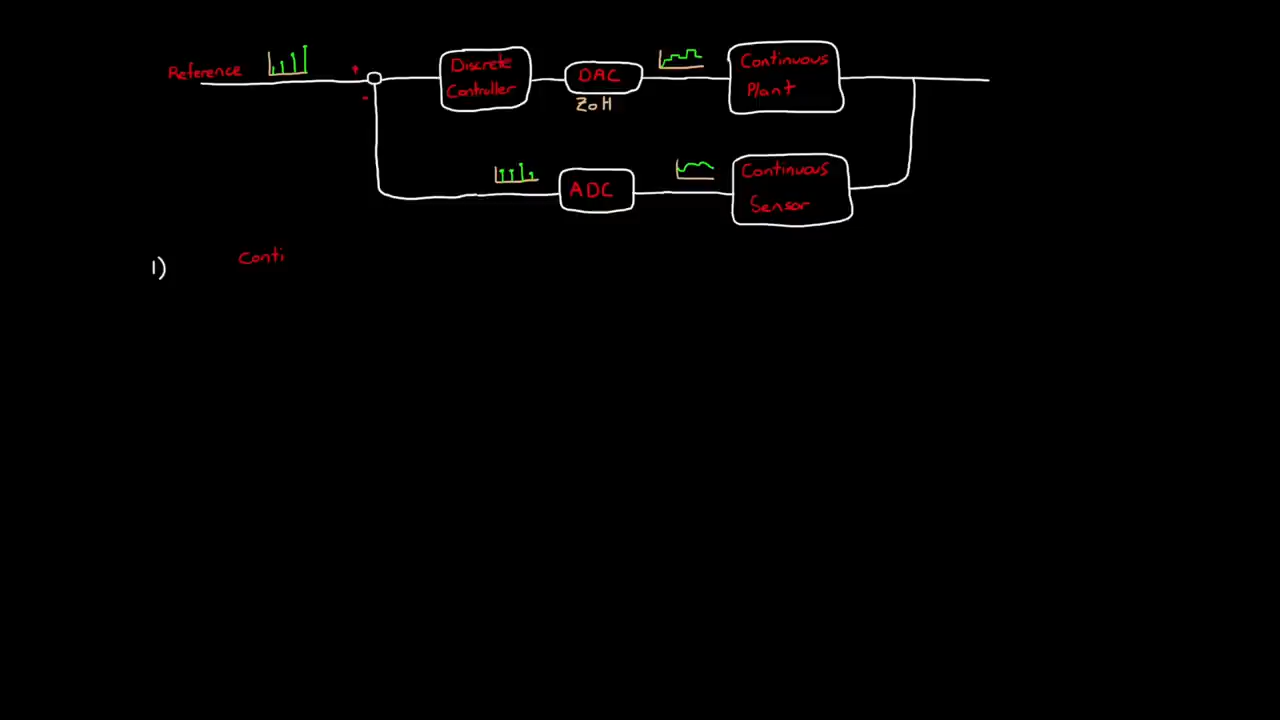 Reference
+
-
Discrete
Controller
DAC
ZOH
Continuous
Plant
ADC
Continuous
Sensor
1) Conti